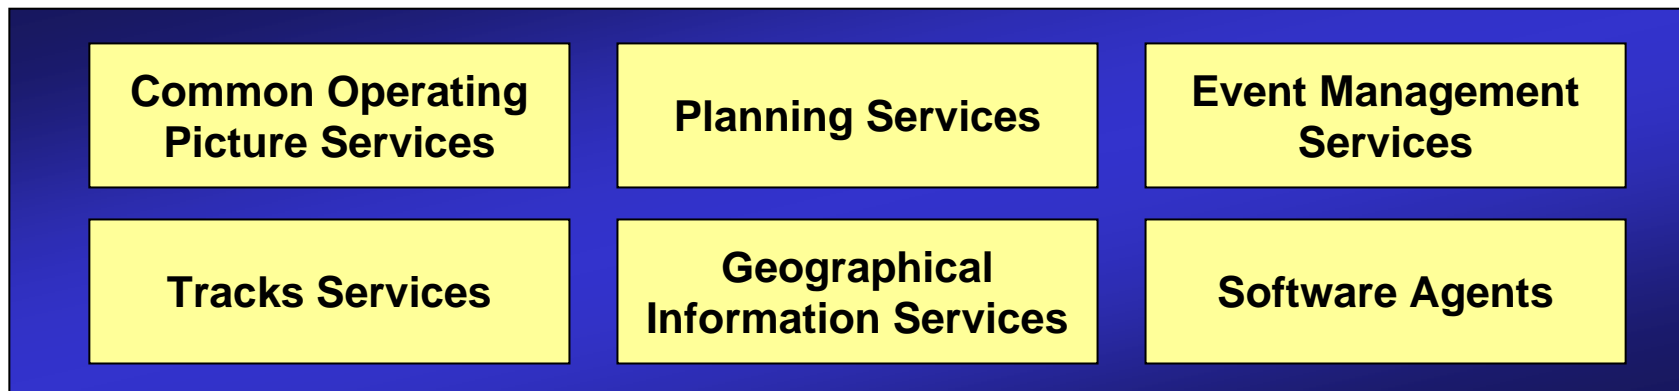 Common Operating
Picture Services
Planning Services
Event Management
Services
Tracks Services
Geographical
Information Services
Software Agents